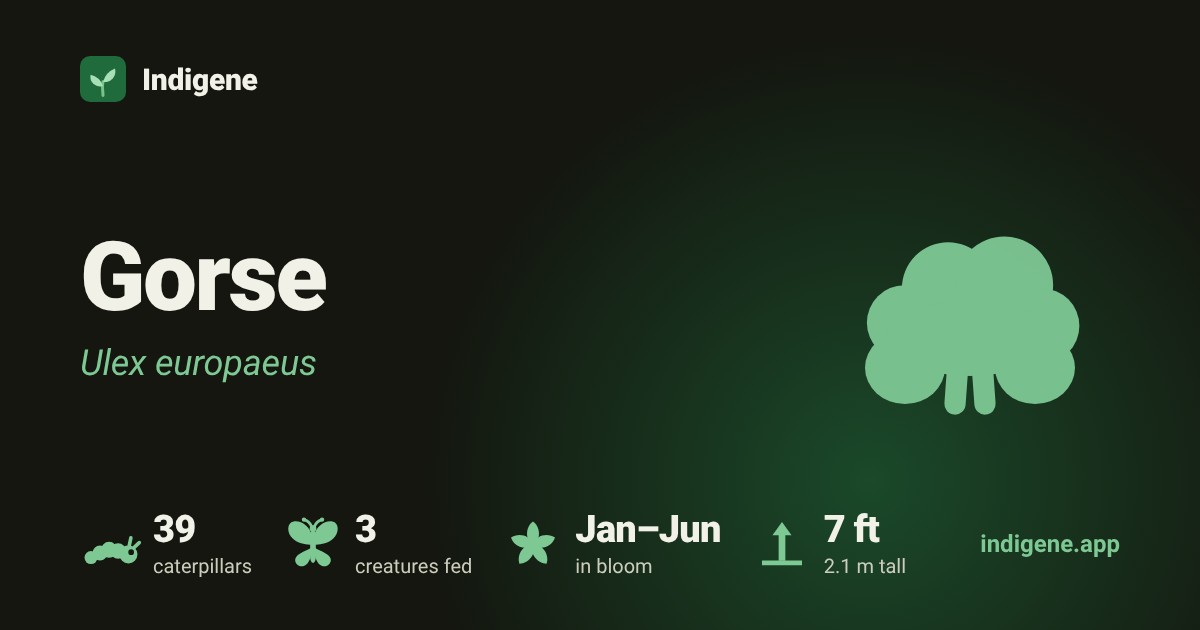 Indigene
Gorse
Ulex europaeus
39
caterpillars
3
creatures fed
Jan–Jun
in bloom
7 ft
2.1 m tall
indigene.app